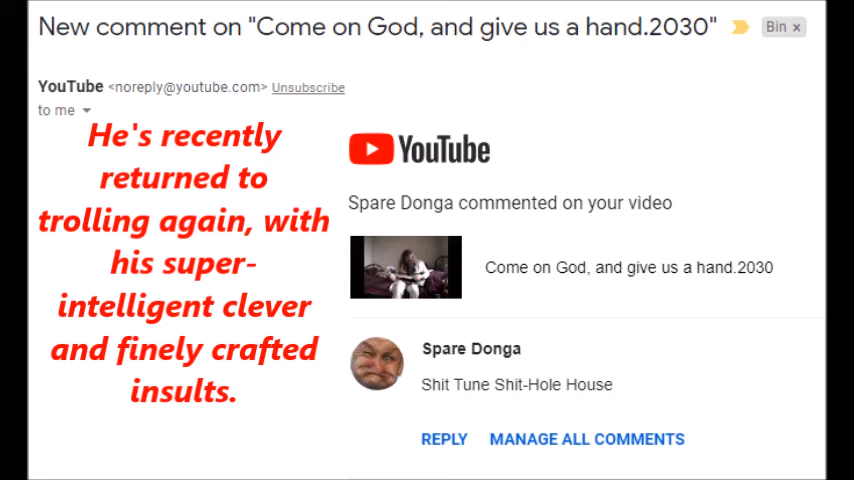 New comment on "Come on God, and give us a hand.2030"
Bin ×
YouTube <noreply@youtube.com> Unsubscribe
to me
He's recently
returned to
trolling again, with
his super-
intelligent clever
and finely crafted
insults.
YouTube
Spare Donga commented on your video
Come on God, and give us a hand.2030
Spare Donga
Shit Tune Shit-Hole House
REPLY MANAGE ALL COMMENTS